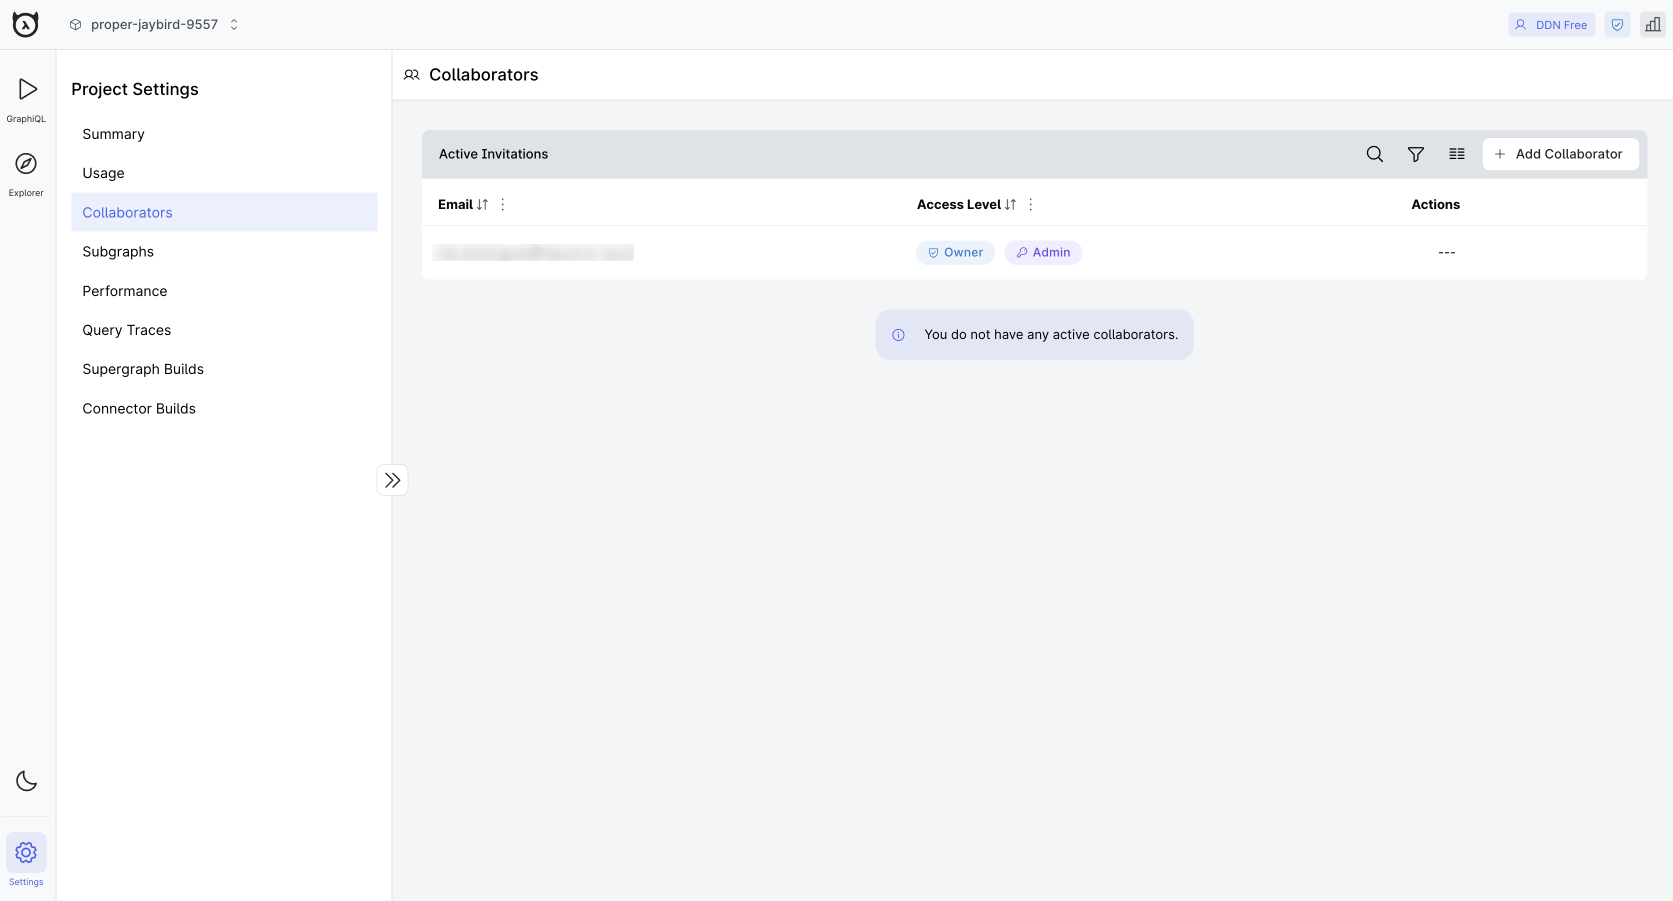 proper-jaybird-9557
DDN Free
GraphiQL
Explorer
Project Settings
Summary
Usage
Collaborators
Subgraphs
Performance
Query Traces
Supergraph Builds
Connector Builds
Settings
Collaborators
Active Invitations
+ Add Collaborator
Email Access Level Actions
Owner Admin ---
You do not have any active collaborators.